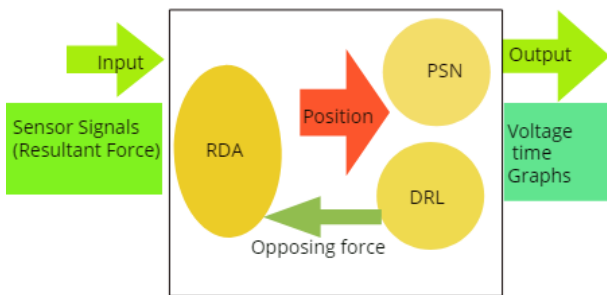 Input
Sensor Signals
(Resultant Force)
RDA
Position
PSN
DRL
Opposing force
Output
Voltage
time
Graphs